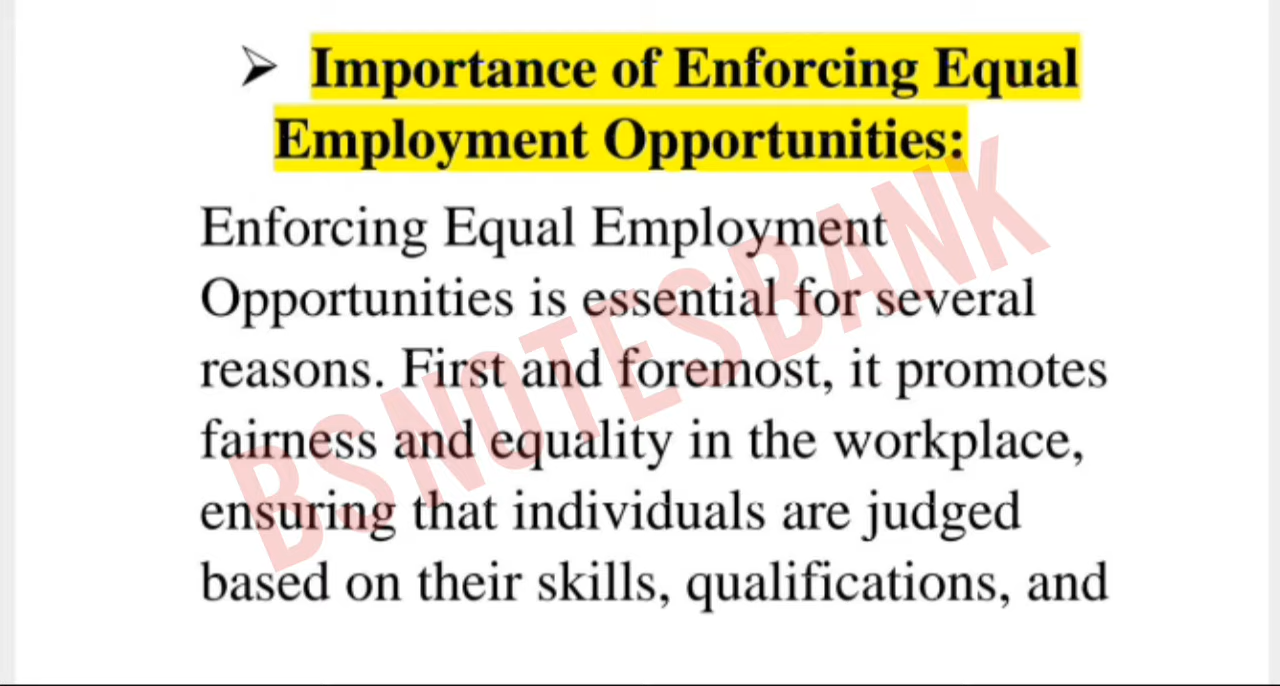 ➢ Importance of Enforcing Equal
Employment Opportunities:
Enforcing Equal Employment
Opportunities is essential for several
reasons. First and foremost, it promotes
fairness and equality in the workplace,
ensuring that individuals are judged
based on their skills, qualifications, and
BSNOTESBANK